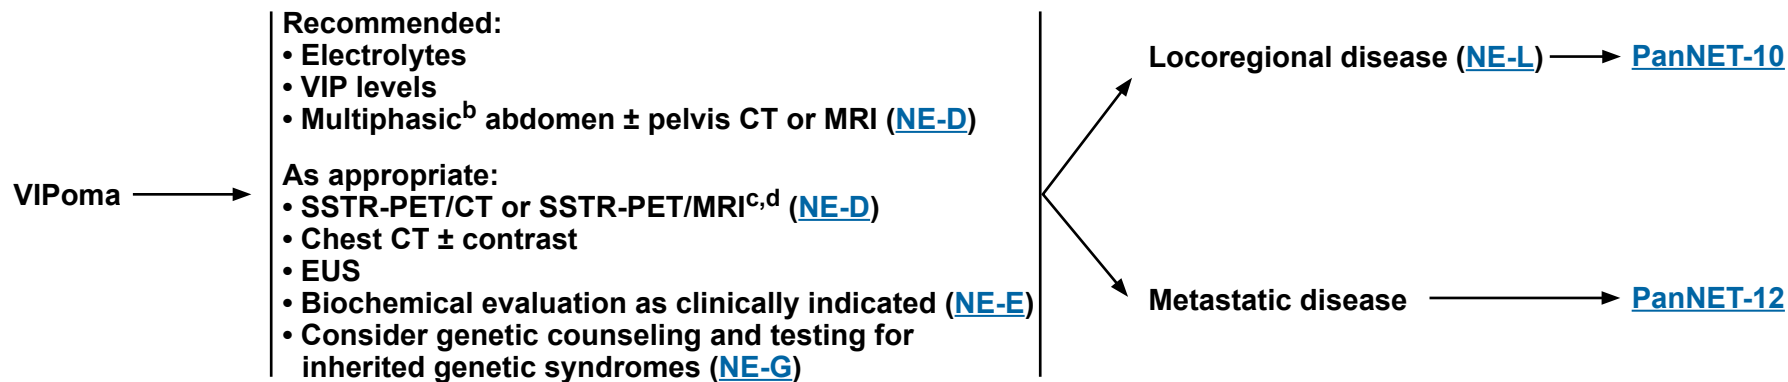 VIPoma
Recommended:
• Electrolytes
• VIP levels
• Multiphasicᵇ abdomen ± pelvis CT or MRI (NE-D)
As appropriate:
• SSTR-PET/CT or SSTR-PET/MRIᶜ,ᵈ (NE-D)
• Chest CT ± contrast
• EUS
• Biochemical evaluation as clinically indicated (NE-E)
• Consider genetic counseling and testing for
inherited genetic syndromes (NE-G)
Locoregional disease (NE-L)
PanNET-10
Metastatic disease
PanNET-12